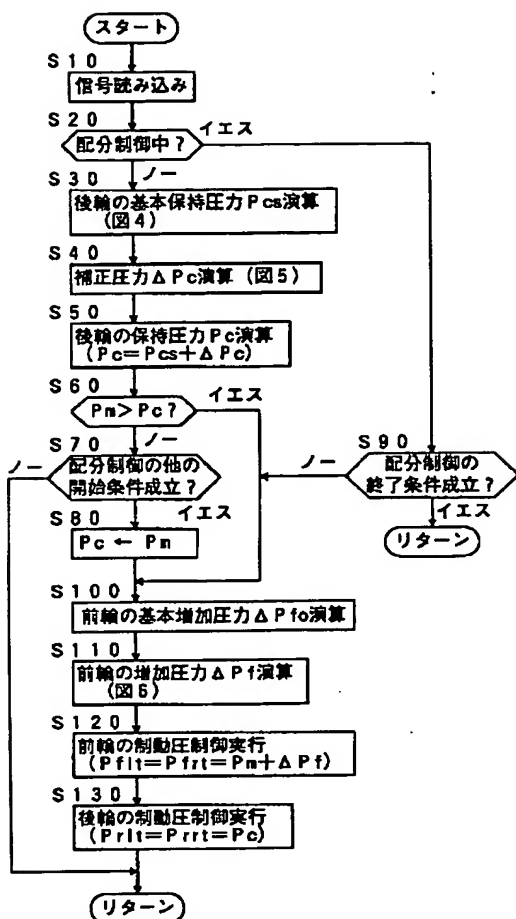 スタート
S10
信号読み込み
S20
配分制御中？
イエス
ノー
S30
後輪の基本保持圧力Pcs演算
(図4)
S40
補正圧力ΔPc演算 (図5)
S50
後輪の保持圧力Pc演算
(Pc=Pcs+ΔPc)
S60
イエス
Pm>Pc？
S70
ノー
ノー
配分制御の他の
開始条件成立？
イエス
S80
Pc ← Pm
S90
ノー
配分制御の
終了条件成立？
イエス
リターン
S100
前輪の基本増加圧力ΔPfo演算
S110
前輪の増加圧力ΔPf演算
(図6)
S120
前輪の制動圧制御実行
(Pflt=Pfrt=Pm+ΔPf)
S130
後輪の制動圧制御実行
(Prlt=Prrt=Pc)
リターン